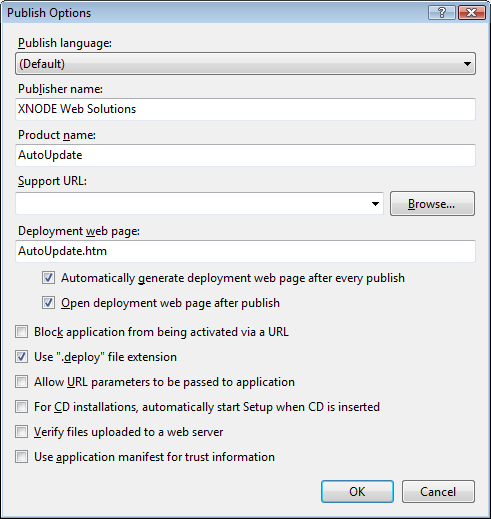 Publish Options
Publish language:
(Default)
Publisher name:
XNODE Web Solutions
Product name:
AutoUpdate
Support URL:
Browse...
Deployment web page:
AutoUpdate.htm
Automatically generate deployment web page after every publish
Open deployment web page after publish
Block application from being activated via a URL
Use ".deploy" file extension
Allow URL parameters to be passed to application
For CD installations, automatically start Setup when CD is inserted
Verify files uploaded to a web server
Use application manifest for trust information
OK Cancel